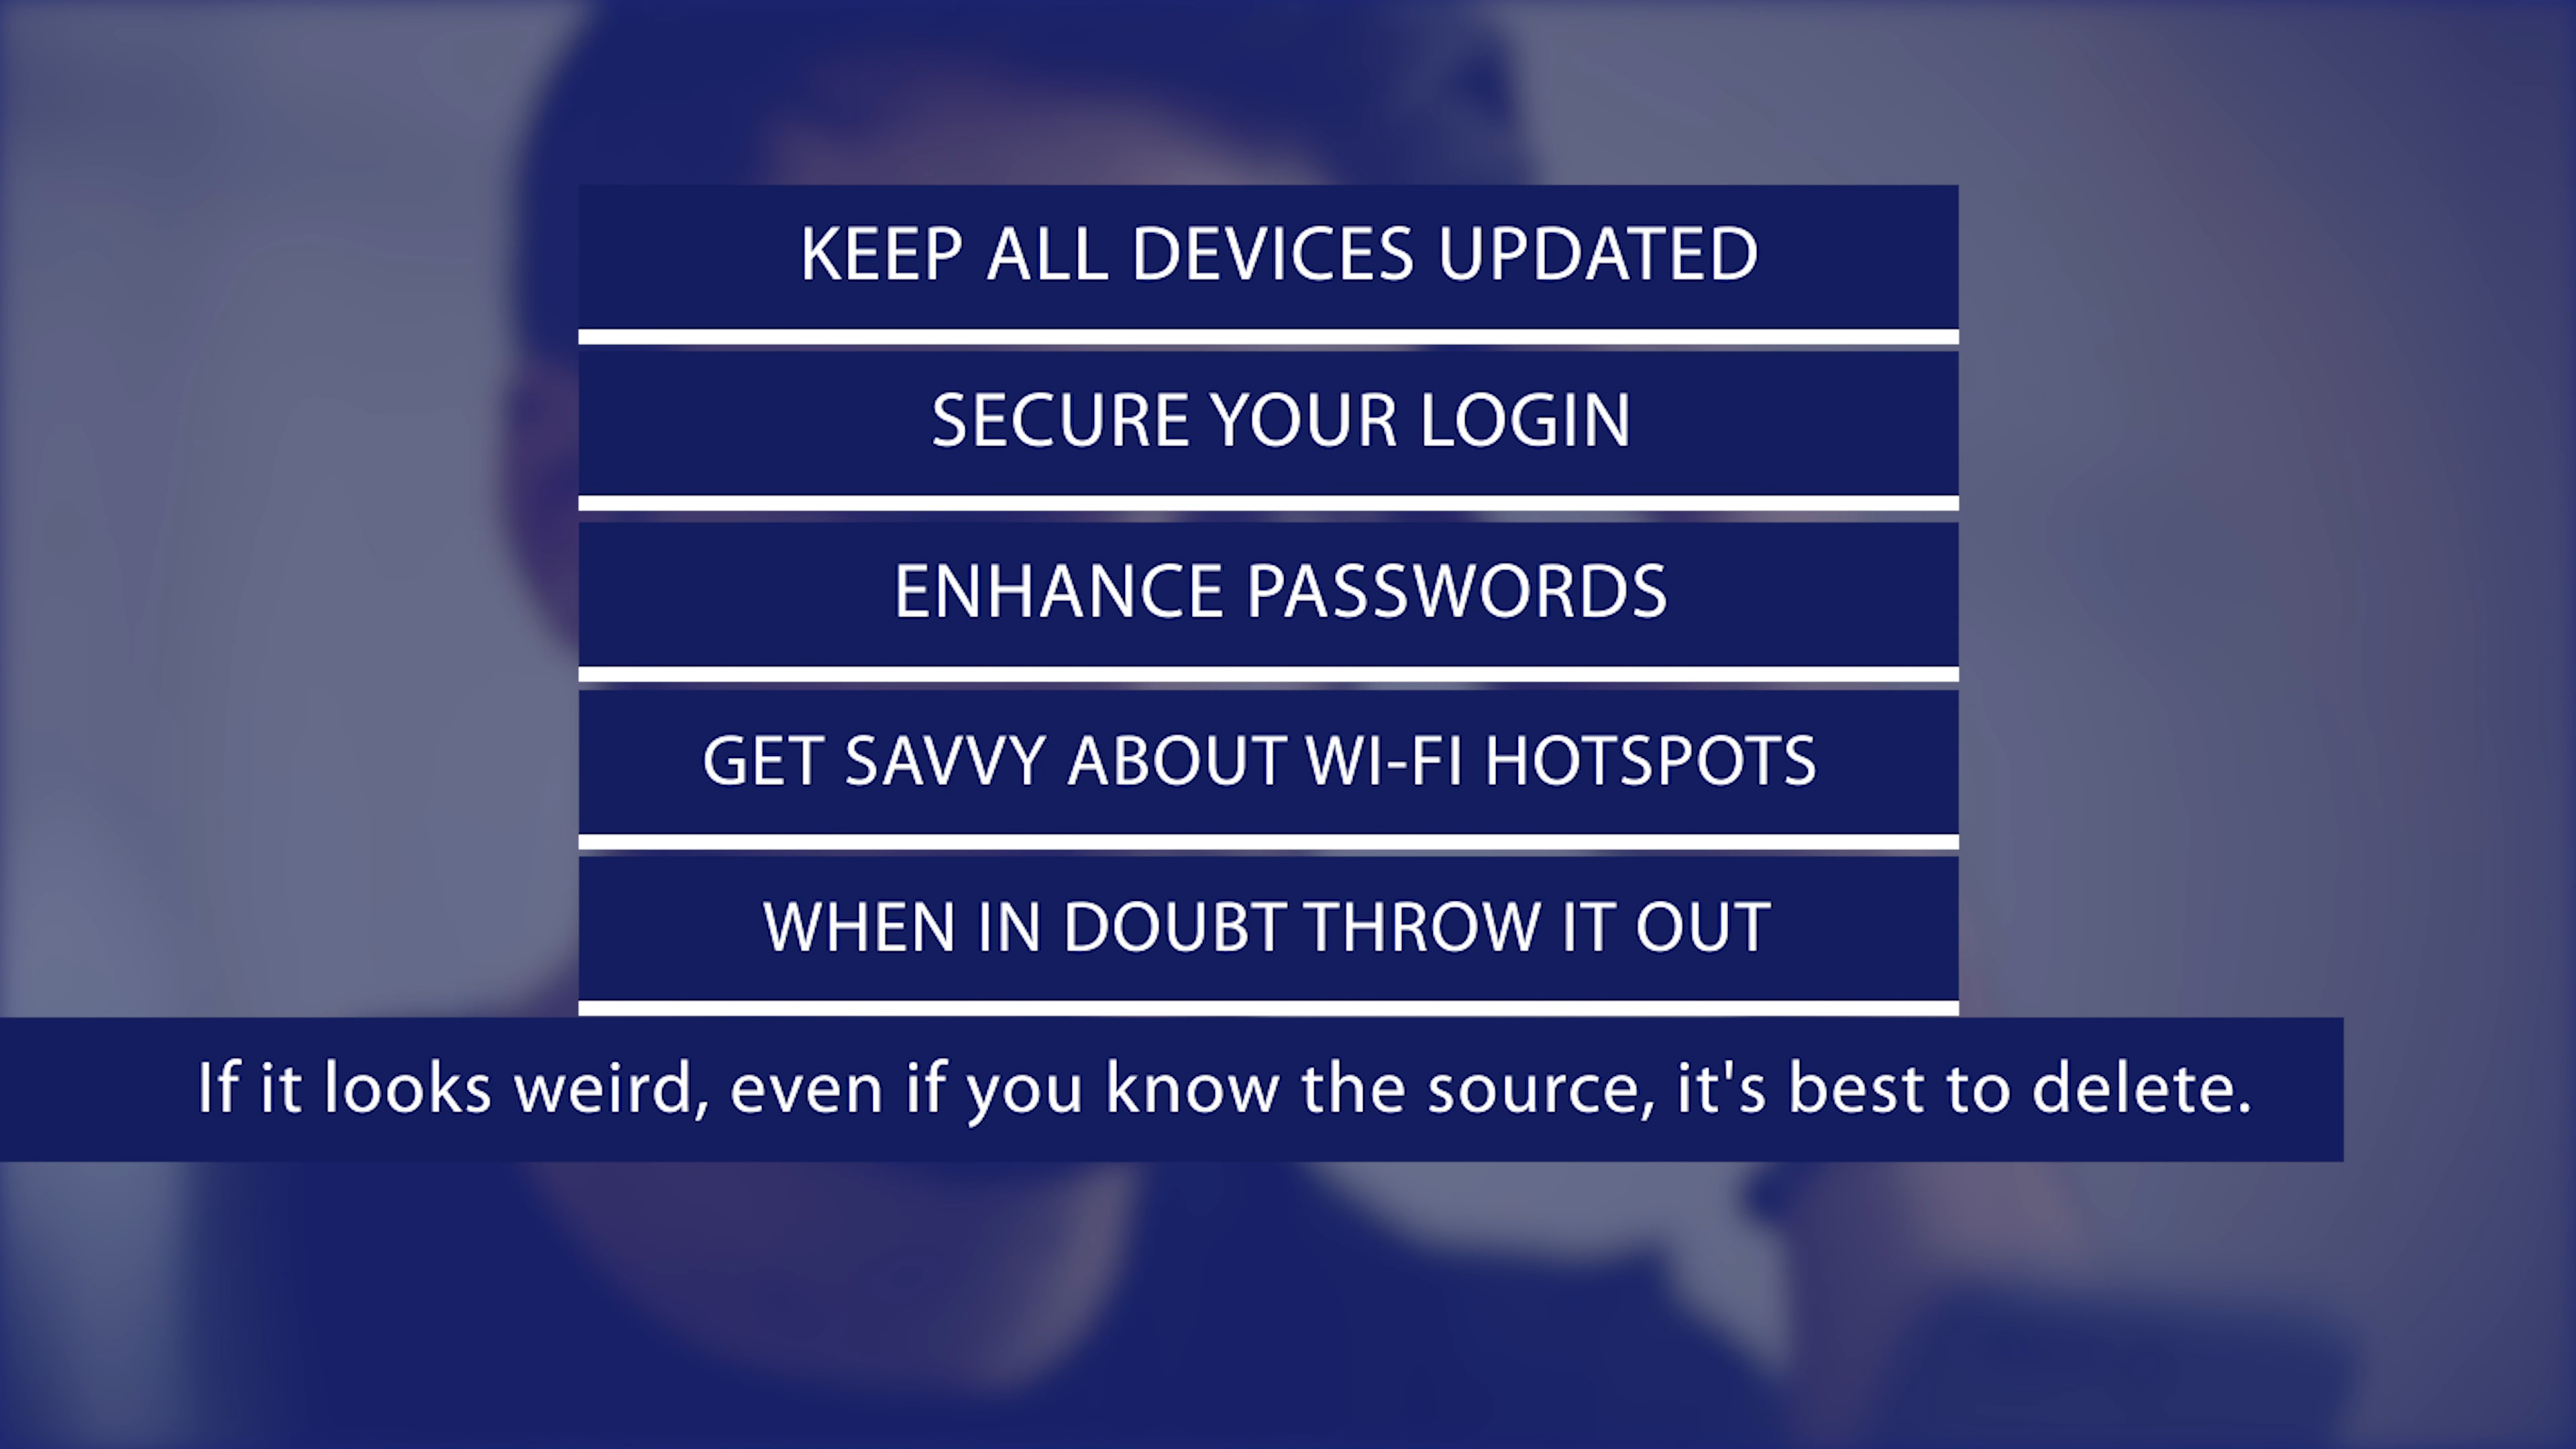 KEEP ALL DEVICES UPDATED
SECURE YOUR LOGIN
ENHANCE PASSWORDS
GET SAVVY ABOUT WI-FI HOTSPOTS
WHEN IN DOUBT THROW IT OUT
If it looks weird, even if you know the source, it's best to delete.